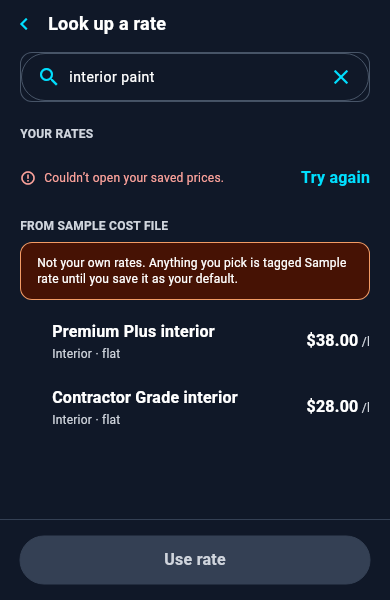 Look up a rate
interior paint
YOUR RATES
Couldn't open your saved prices.
Try again
FROM SAMPLE COST FILE
Not your own rates. Anything you pick is tagged Sample
rate until you save it as your default.
Premium Plus interior
$38.00 /l
Interior · flat
Contractor Grade interior
$28.00 /l
Interior · flat
Use rate